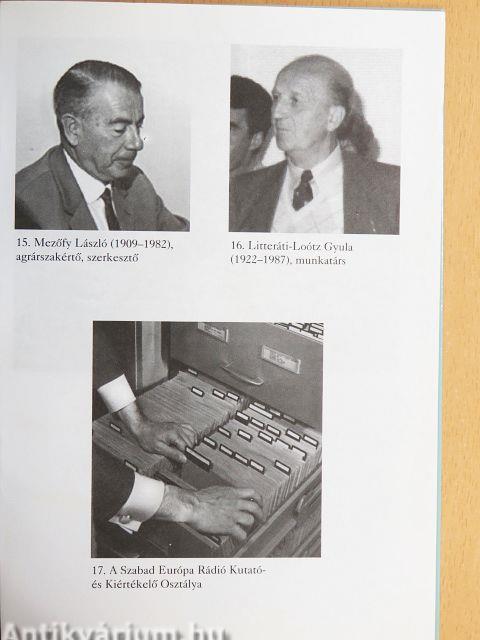 15. Mezőfy László (1909–1982),
agrárszakértő, szerkesztő
16. Litteráti-Loótz Gyula
(1922–1987), munkatárs
17. A Szabad Európa Rádió Kutató-
és Kiértékelő Osztálya
Antikvárium.hu